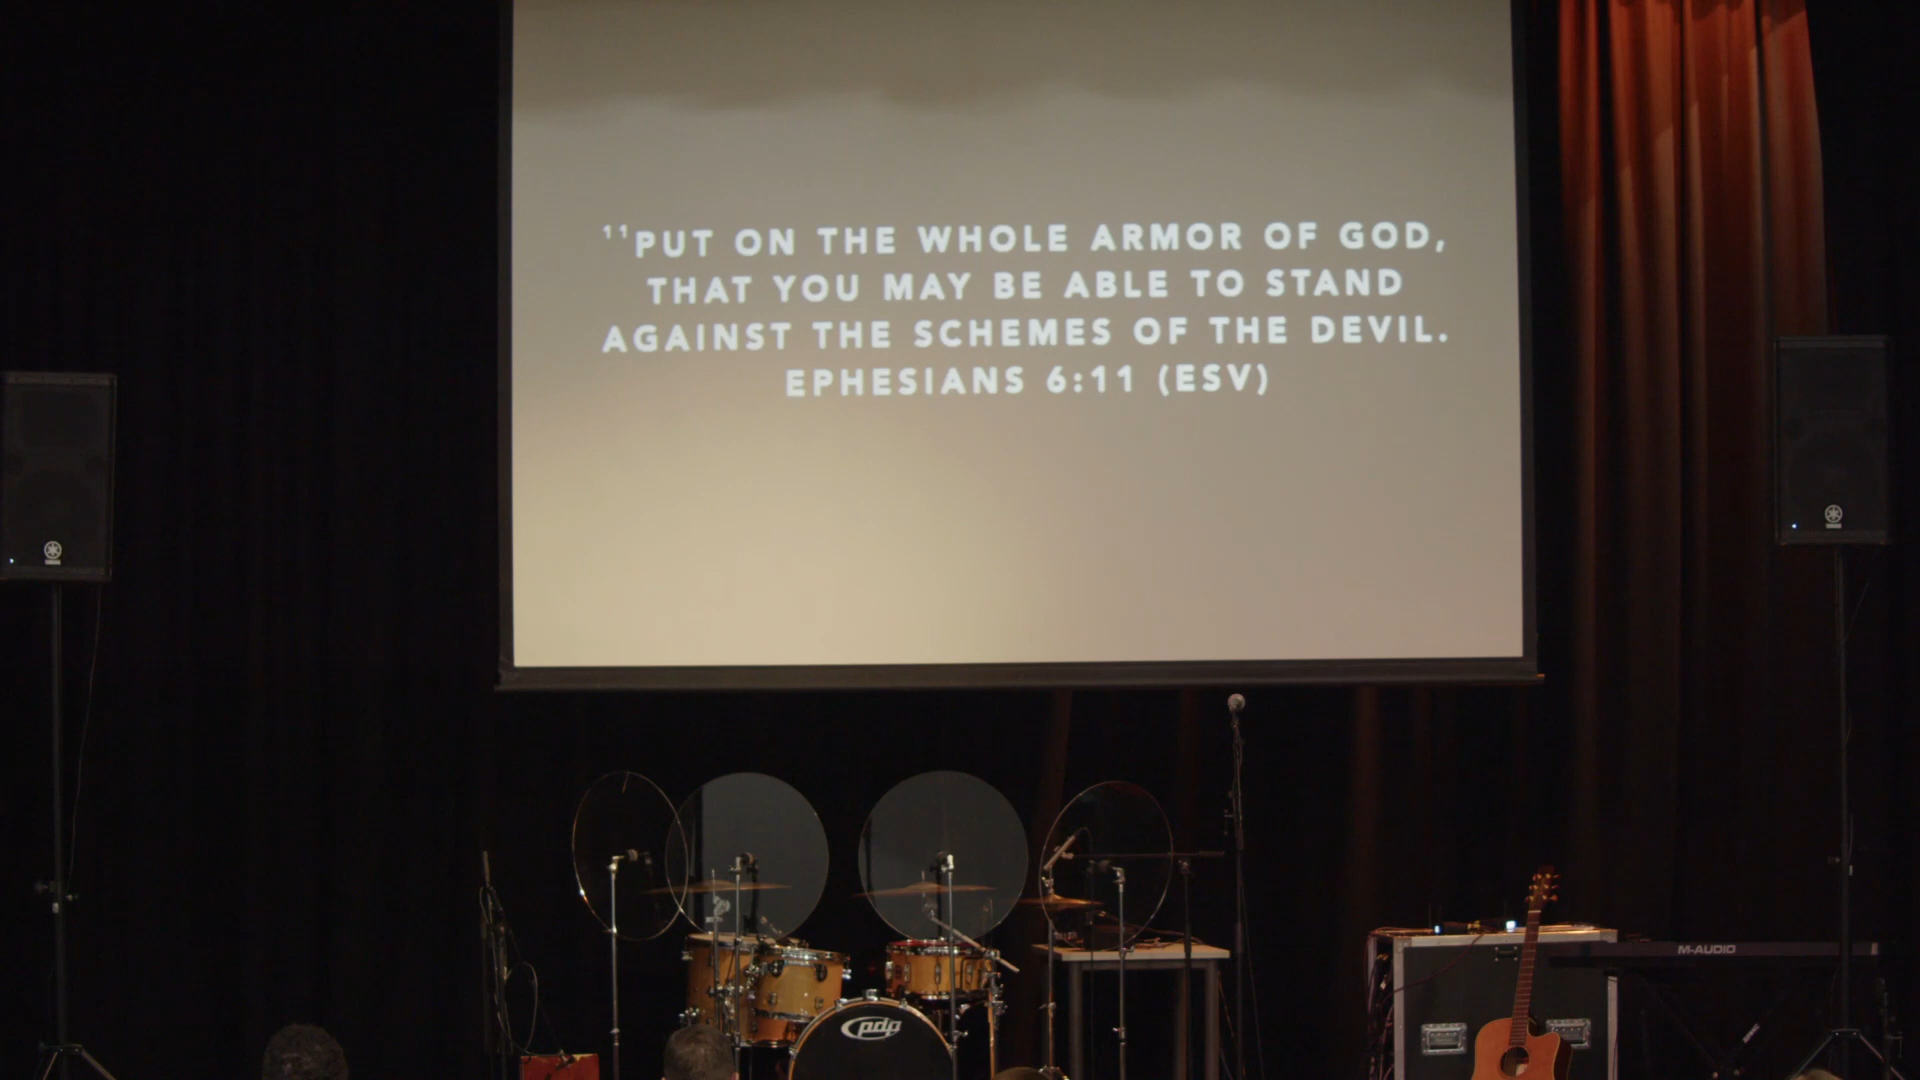 ¹¹PUT ON THE WHOLE ARMOR OF GOD,
THAT YOU MAY BE ABLE TO STAND
AGAINST THE SCHEMES OF THE DEVIL.
EPHESIANS 6:11 (ESV)
pdp
M-AUDIO